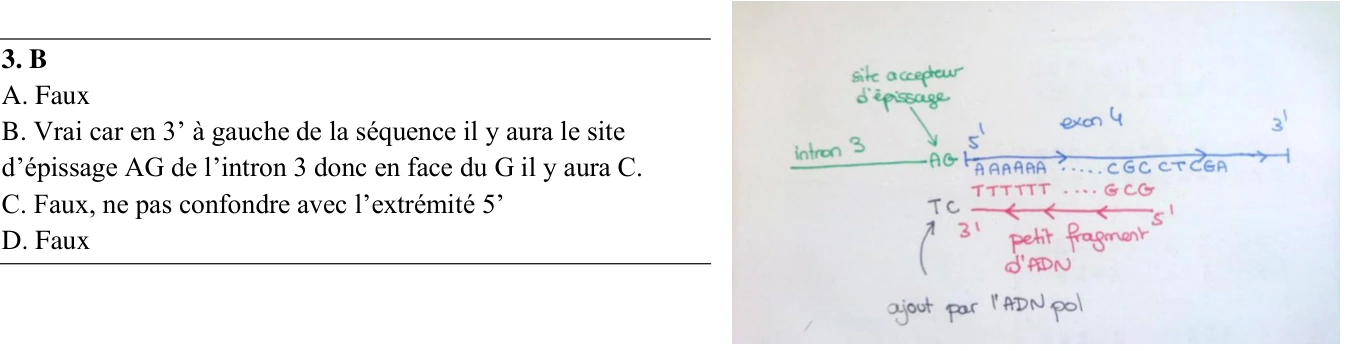 3. B
A. Faux
B. Vrai car en 3’ à gauche de la séquence il y aura le site
d’épissage AG de l’intron 3 donc en face du G il y aura C.
C. Faux, ne pas confondre avec l’extrémité 5’
D. Faux
site accepteur
d'épissage
intron 3
AG
5'
exon 4
3'
AAAAAA ..... CGC CTCGA
TTTTTT .... GCG
TC
3'
5'
petit fragment
d'ADN
ajout par l'ADN pol